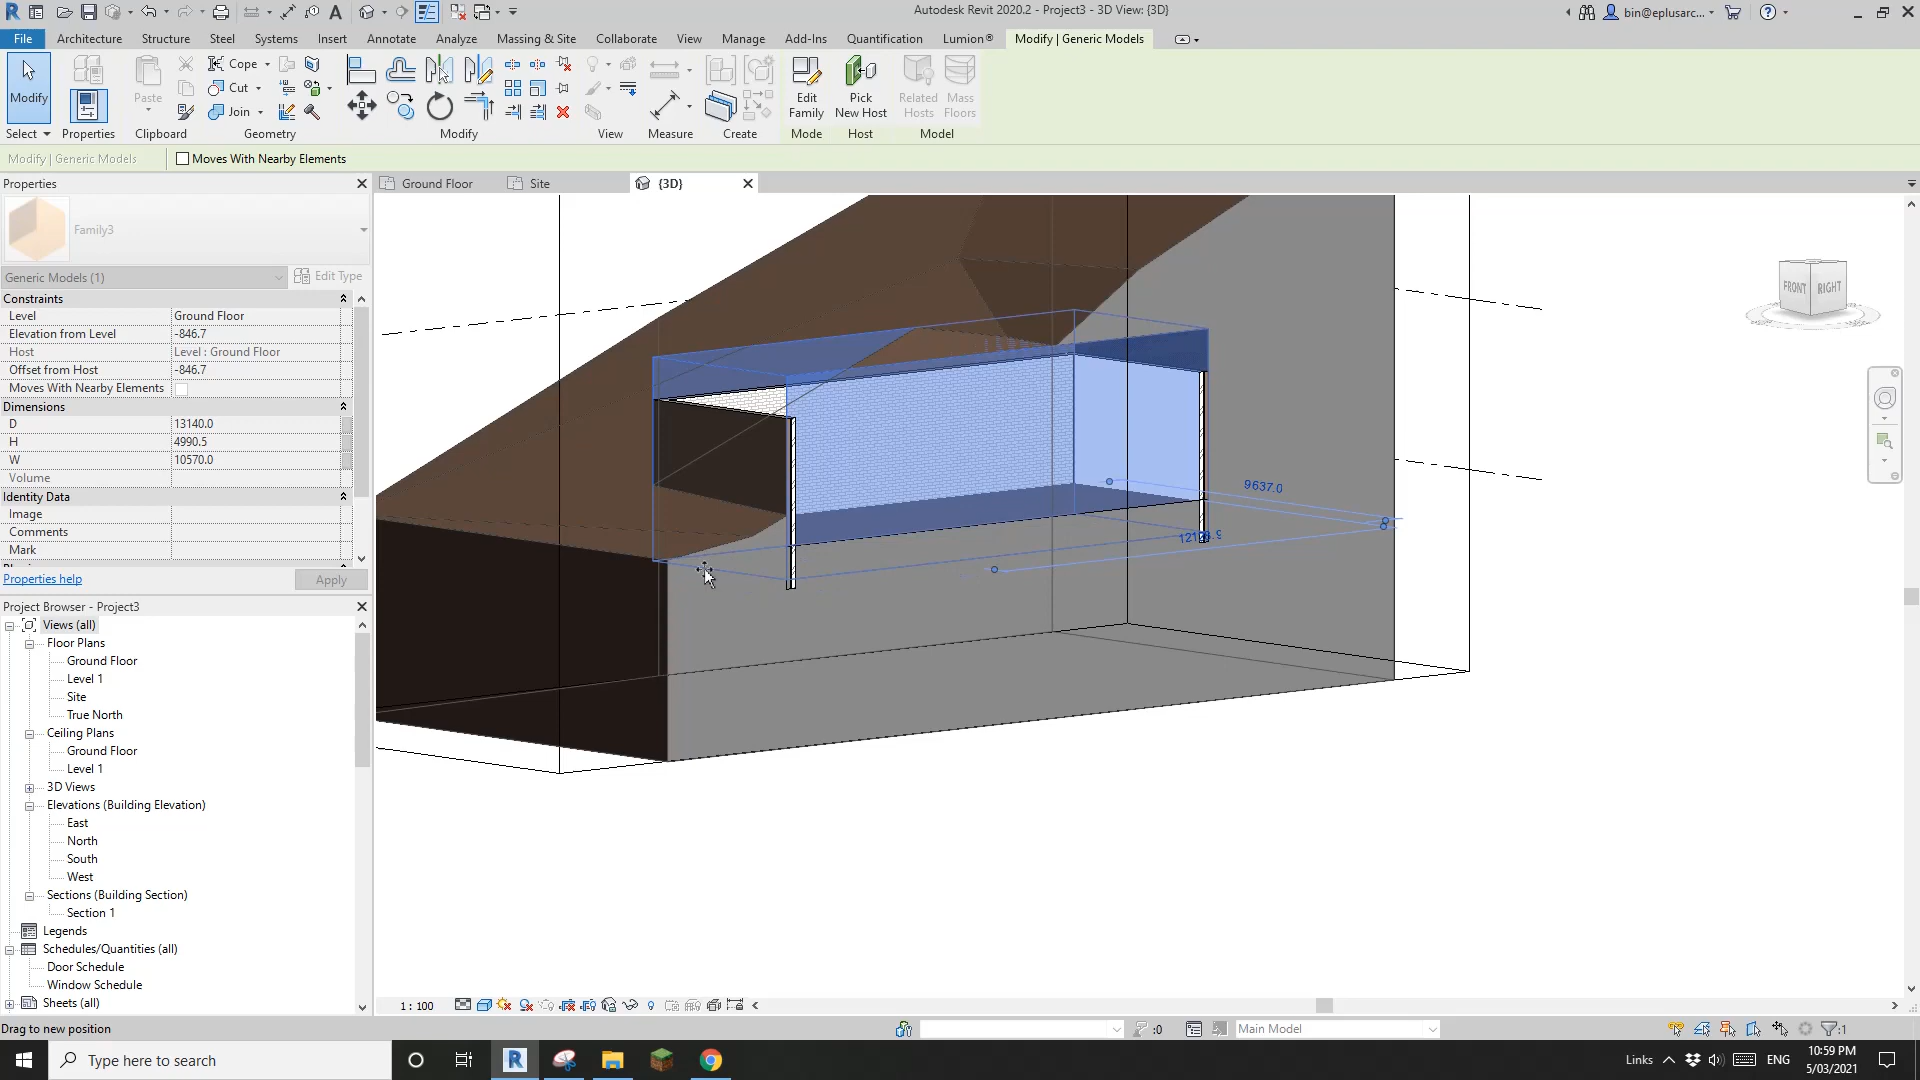 Autodesk Revit 2020.2 - Project3 - 3D View: {3D}
bin@eplusarc...
File Architecture Structure Steel Systems Insert Annotate Analyze Massing & Site Collaborate View Manage Add-Ins Quantification Lumion® Modify | Generic Models
Modify
Paste
Cope
Cut
Join
Edit Family
Pick New Host
Related Hosts
Mass Floors
Select Properties Clipboard Geometry Modify View Measure Create Mode Host Model
Modify | Generic Models
Moves With Nearby Elements
Properties
Ground Floor
Site
{3D}
Family3
Generic Models (1)
Edit Type
Constraints
Level Ground Floor
Elevation from Level -846.7
Host Level : Ground Floor
Offset from Host -846.7
Moves With Nearby Elements
Dimensions
D 13140.0
H 4990.5
W 10570.0
Volume
Identity Data
Image
Comments
Mark
Properties help
Apply
FRONT RIGHT
9637.0
Project Browser - Project3
Views (all)
Floor Plans
Ground Floor
Level 1
Site
True North
Ceiling Plans
Ground Floor
Level 1
3D Views
Elevations (Building Elevation)
East
North
South
West
Sections (Building Section)
Section 1
Legends
Schedules/Quantities (all)
Door Schedule
Window Schedule
Sheets (all)
1 : 100
Drag to new position
:0
Main Model
:1
Type here to search
Links
ENG
10:59 PM
5/03/2021